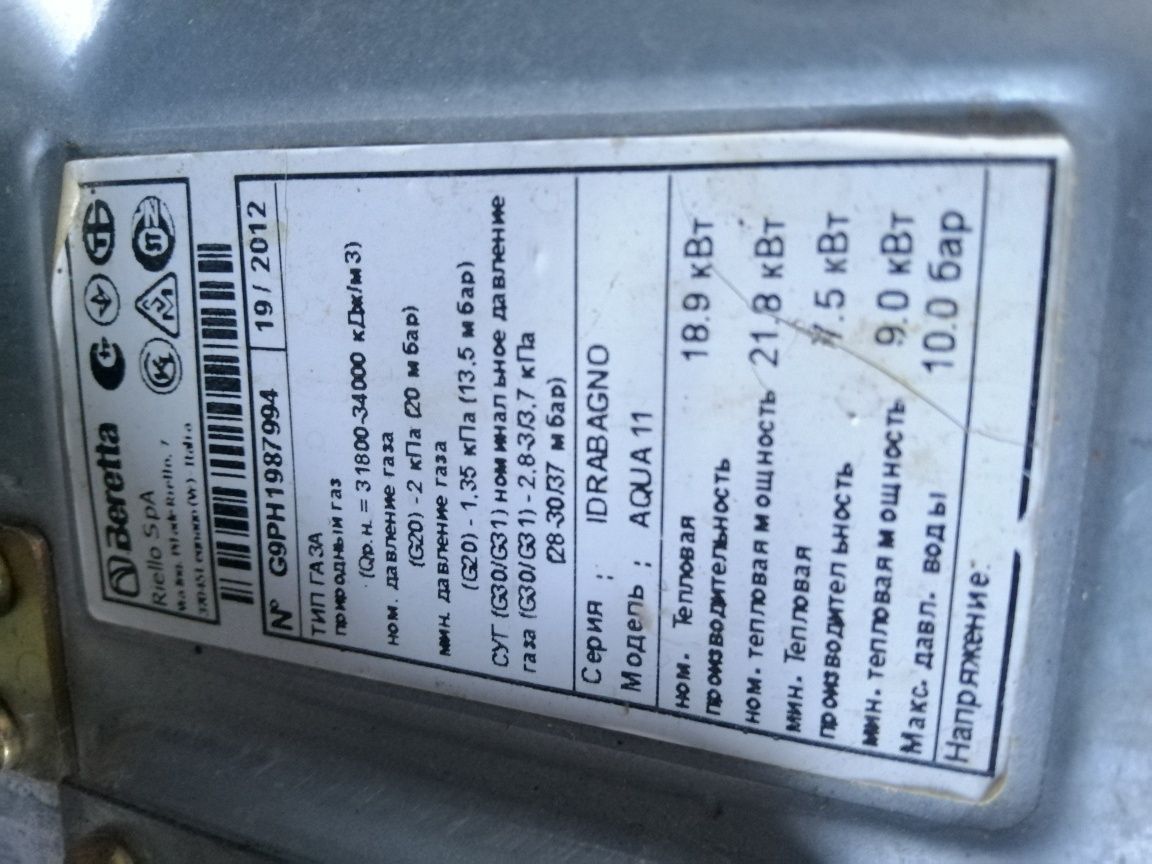 Beretta
Riello SpA
N° G9PH1987994 19 / 2012
ТИП ГАЗА
природный газ
(Qр.н. = 31800-34000 кДж/м3)
ном. давление газа
(G20) -2 кПа (20 мбар)
мин. давление газа
(G20) - 1,35 кПа (13,5 мбар)
СУГ (G30/G31) номинальное давление
газа (G30/G31) - 2.8-3/3,7 кПа
(28-30/37 мбар)
Серия : IDRABAGNO
Модель : AQUA 11
ном. Тепловая 18.9 кВт
производительность
ном. тепловая мощность 21.8 кВт
мин. Тепловая
производительность .5 кВт
мин. тепловая мощность 9.0 кВт
Макс. давл. воды 10.0 бар
Напряжение: